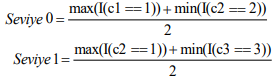 Seviye 0 = max(I(c1 == 1)) + min(I(c2 == 2)) / 2
Seviye 1 = max(I(c2 == 1)) + min(I(c3 == 3)) / 2